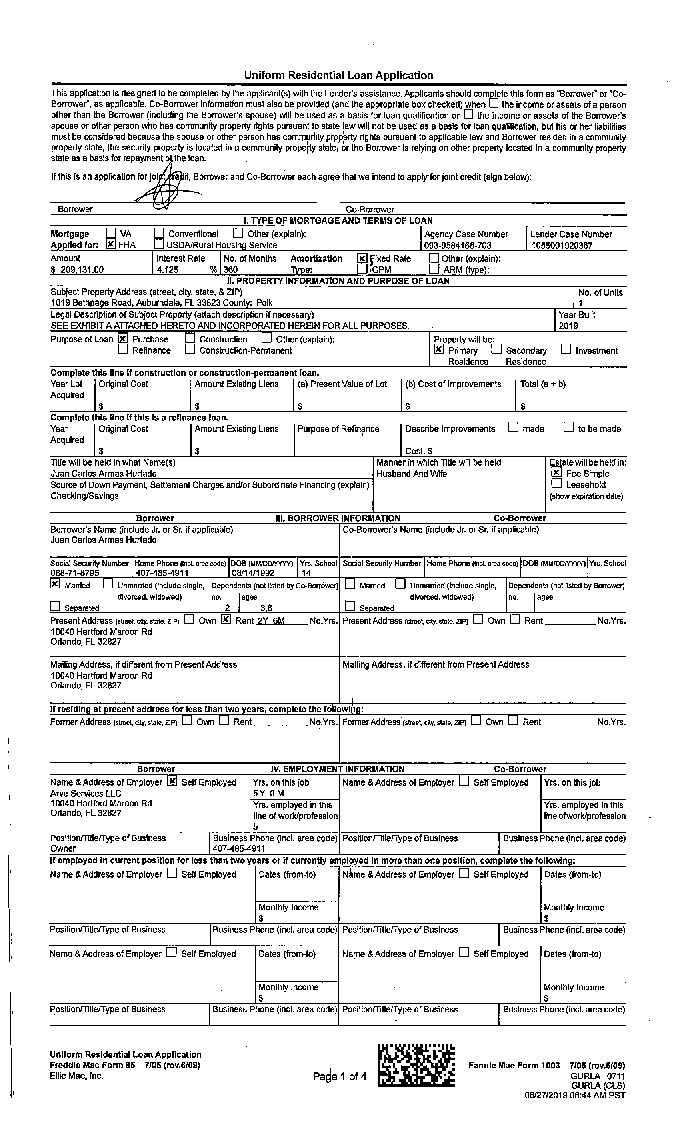 Uniform Residential Loan Application
This application is designed to be completed by the applicant(s) with the Lender's assistance. Applicants should complete this form as "Borrower" or "Co-
Borrower", as applicable. Co-Borrower information must also be provided (and the appropriate box checked) when ☐ the income or assets of a person
other than the Borrower (including the Borrower's spouse) will be used as a basis for loan qualification or ☐ the income or assets of the Borrower's
spouse or other person who has community property rights pursuant to state law will not be used as a basis for loan qualification, but his or her liabilities
must be considered because the spouse or other person has community property rights pursuant to applicable law and Borrower resides in a community
property state, the security property is located in a community property state, or the Borrower is relying on other property located in a community property
state as a basis for repayment of the loan.
If this is an application for joint credit, Borrower and Co-Borrower each agree that we intend to apply for joint credit (sign below):
Borrower Co-Borrower
I. TYPE OF MORTGAGE AND TERMS OF LOAN
Mortgage ☐ VA ☐ Conventional ☐ Other (explain): Agency Case Number Lender Case Number
Applied for: ☒ FHA ☐ USDA/Rural Housing Service 093-9584166-703
Amount Interest Rate No. of Months Amortization ☒ Fixed Rate ☐ Other (explain):
$ 209,131.00 4.125 % 360 Type: ☐ GPM ☐ ARM (type):
II. PROPERTY INFORMATION AND PURPOSE OF LOAN
Subject Property Address (street, city, state, & ZIP) No. of Units
1019 Bethpage Road, Auburndale, FL 33823 County: Polk 1
Legal Description of Subject Property (attach description if necessary) Year Built
SEE EXHIBIT A ATTACHED HERETO AND INCORPORATED HEREIN FOR ALL PURPOSES. 2019
Purpose of Loan ☒ Purchase ☐ Construction ☐ Other (explain): Property will be:
☐ Refinance ☐ Construction-Permanent ☒ Primary Residence ☐ Secondary Residence ☐ Investment
Complete this line if construction or construction-permanent loan.
Year Lot Acquired Original Cost Amount Existing Liens (a) Present Value of Lot (b) Cost of Improvements Total (a + b)
$ $ $ $ $
Complete this line if this is a refinance loan.
Year Acquired Original Cost Amount Existing Liens Purpose of Refinance Describe Improvements ☐ made ☐ to be made
$ $ Cost: $
Title will be held in what Name(s) Manner in which Title will be held Estate will be held in:
Juan Carlos Armas Hurtado Husband And Wife ☒ Fee Simple
Source of Down Payment, Settlement Charges and/or Subordinate Financing (explain) ☐ Leasehold
Checking/Savings (show expiration date)
Borrower III. BORROWER INFORMATION Co-Borrower
Borrower's Name (include Jr. or Sr. if applicable) Co-Borrower's Name (include Jr. or Sr. if applicable)
Juan Carlos Armas Hurtado
Social Security Number Home Phone (incl. area code) DOB (MM/DD/YYYY) Yrs. School Social Security Number Home Phone (incl. area code) DOB (MM/DD/YYYY) Yrs. School
407-485-4911 08/14/1992 14
☒ Married ☐ Unmarried (include single, divorced, widowed) Dependents (not listed by Co-Borrower) ☐ Married ☐ Unmarried (include single, divorced, widowed) Dependents (not listed by Borrower)
☐ Separated no. 2 ages 3,6 ☐ Separated no. ages
Present Address (street, city, state, ZIP) ☐ Own ☒ Rent 2Y 6M No. Yrs. Present Address (street, city, state, ZIP) ☐ Own ☐ Rent No. Yrs.
10040 Hartford Maroon Rd
Orlando, FL 32827
Mailing Address, if different from Present Address Mailing Address, if different from Present Address
10040 Hartford Maroon Rd
Orlando, FL 32827
If residing at present address for less than two years, complete the following:
Former Address (street, city, state, ZIP) ☐ Own ☐ Rent No. Yrs. Former Address (street, city, state, ZIP) ☐ Own ☐ Rent No. Yrs.
Borrower IV. EMPLOYMENT INFORMATION Co-Borrower
Name & Address of Employer ☒ Self Employed Yrs. on this job Name & Address of Employer ☐ Self Employed Yrs. on this job
Arve Services LLC 5 Y 0 M
10040 Hartford Maroon Rd Yrs. employed in this Yrs. employed in this
Orlando, FL 32827 line of work/profession line of work/profession
5
Position/Title/Type of Business Business Phone (incl. area code) Position/Title/Type of Business Business Phone (incl. area code)
Owner 407-485-4911
If employed in current position for less than two years or if currently employed in more than one position, complete the following:
Name & Address of Employer ☐ Self Employed Dates (from-to) Name & Address of Employer ☐ Self Employed Dates (from-to)
Monthly Income Monthly Income
$ $
Position/Title/Type of Business Business Phone (incl. area code) Position/Title/Type of Business Business Phone (incl. area code)
Name & Address of Employer ☐ Self Employed Dates (from-to) Name & Address of Employer ☐ Self Employed Dates (from-to)
Monthly Income Monthly Income
$ $
Position/Title/Type of Business Business Phone (incl. area code) Position/Title/Type of Business Business Phone (incl. area code)
Uniform Residential Loan Application
Freddie Mac Form 65 7/05 (rev.6/09) Fannie Mae Form 1003 7/05 (rev.6/09)
Ellie Mae, Inc. Page 1 of 4 GURLA 0711
GURLA (CLS)
08/27/2019 06:44 AM PST